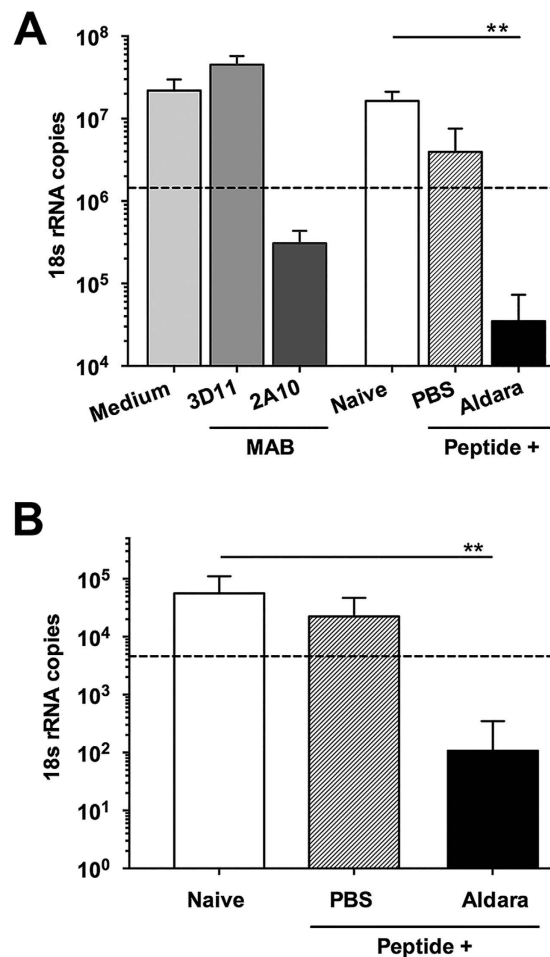 A
18s rRNA copies
10⁸
10⁷
10⁶
10⁵
10⁴
**
Medium
3D11
2A10
Naive
PBS
Aldara
MAB
Peptide +
B
18s rRNA copies
10⁵
10⁴
10³
10²
10¹
10⁰
**
Naive
PBS
Aldara
Peptide +